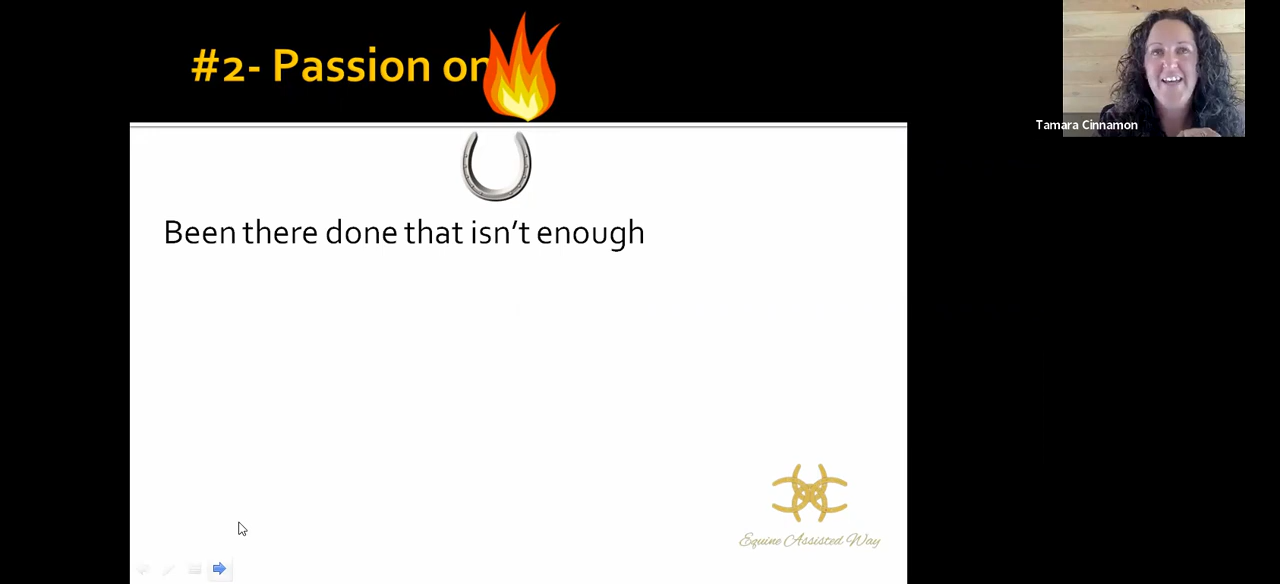 #2- Passion on
Tamara Cinnamon
Been there done that isn’t enough
Equine Assisted Way